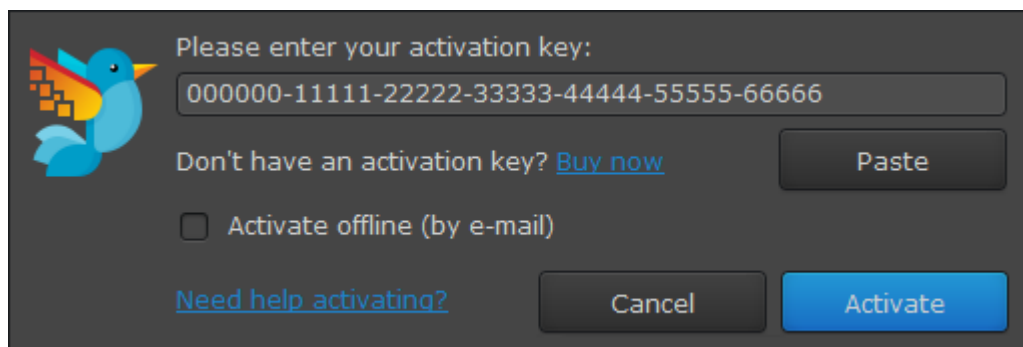 Please enter your activation key:
000000-11111-22222-33333-44444-55555-66666
Don't have an activation key? Buy now
Paste
Activate offline (by e-mail)
Need help activating?
Cancel
Activate